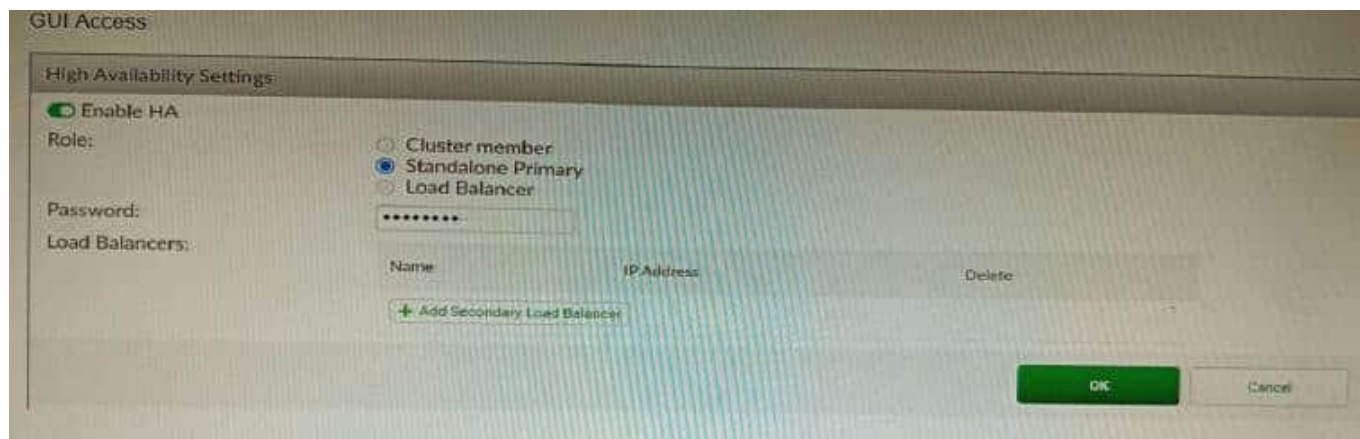 GUI Access
High Availability Settings
Enable HA
Role:
Cluster member
Standalone Primary
Load Balancer
Password:
••••••••
Load Balancers:
Name IP Address Delete
+ Add Secondary Load Balancer
OK Cancel